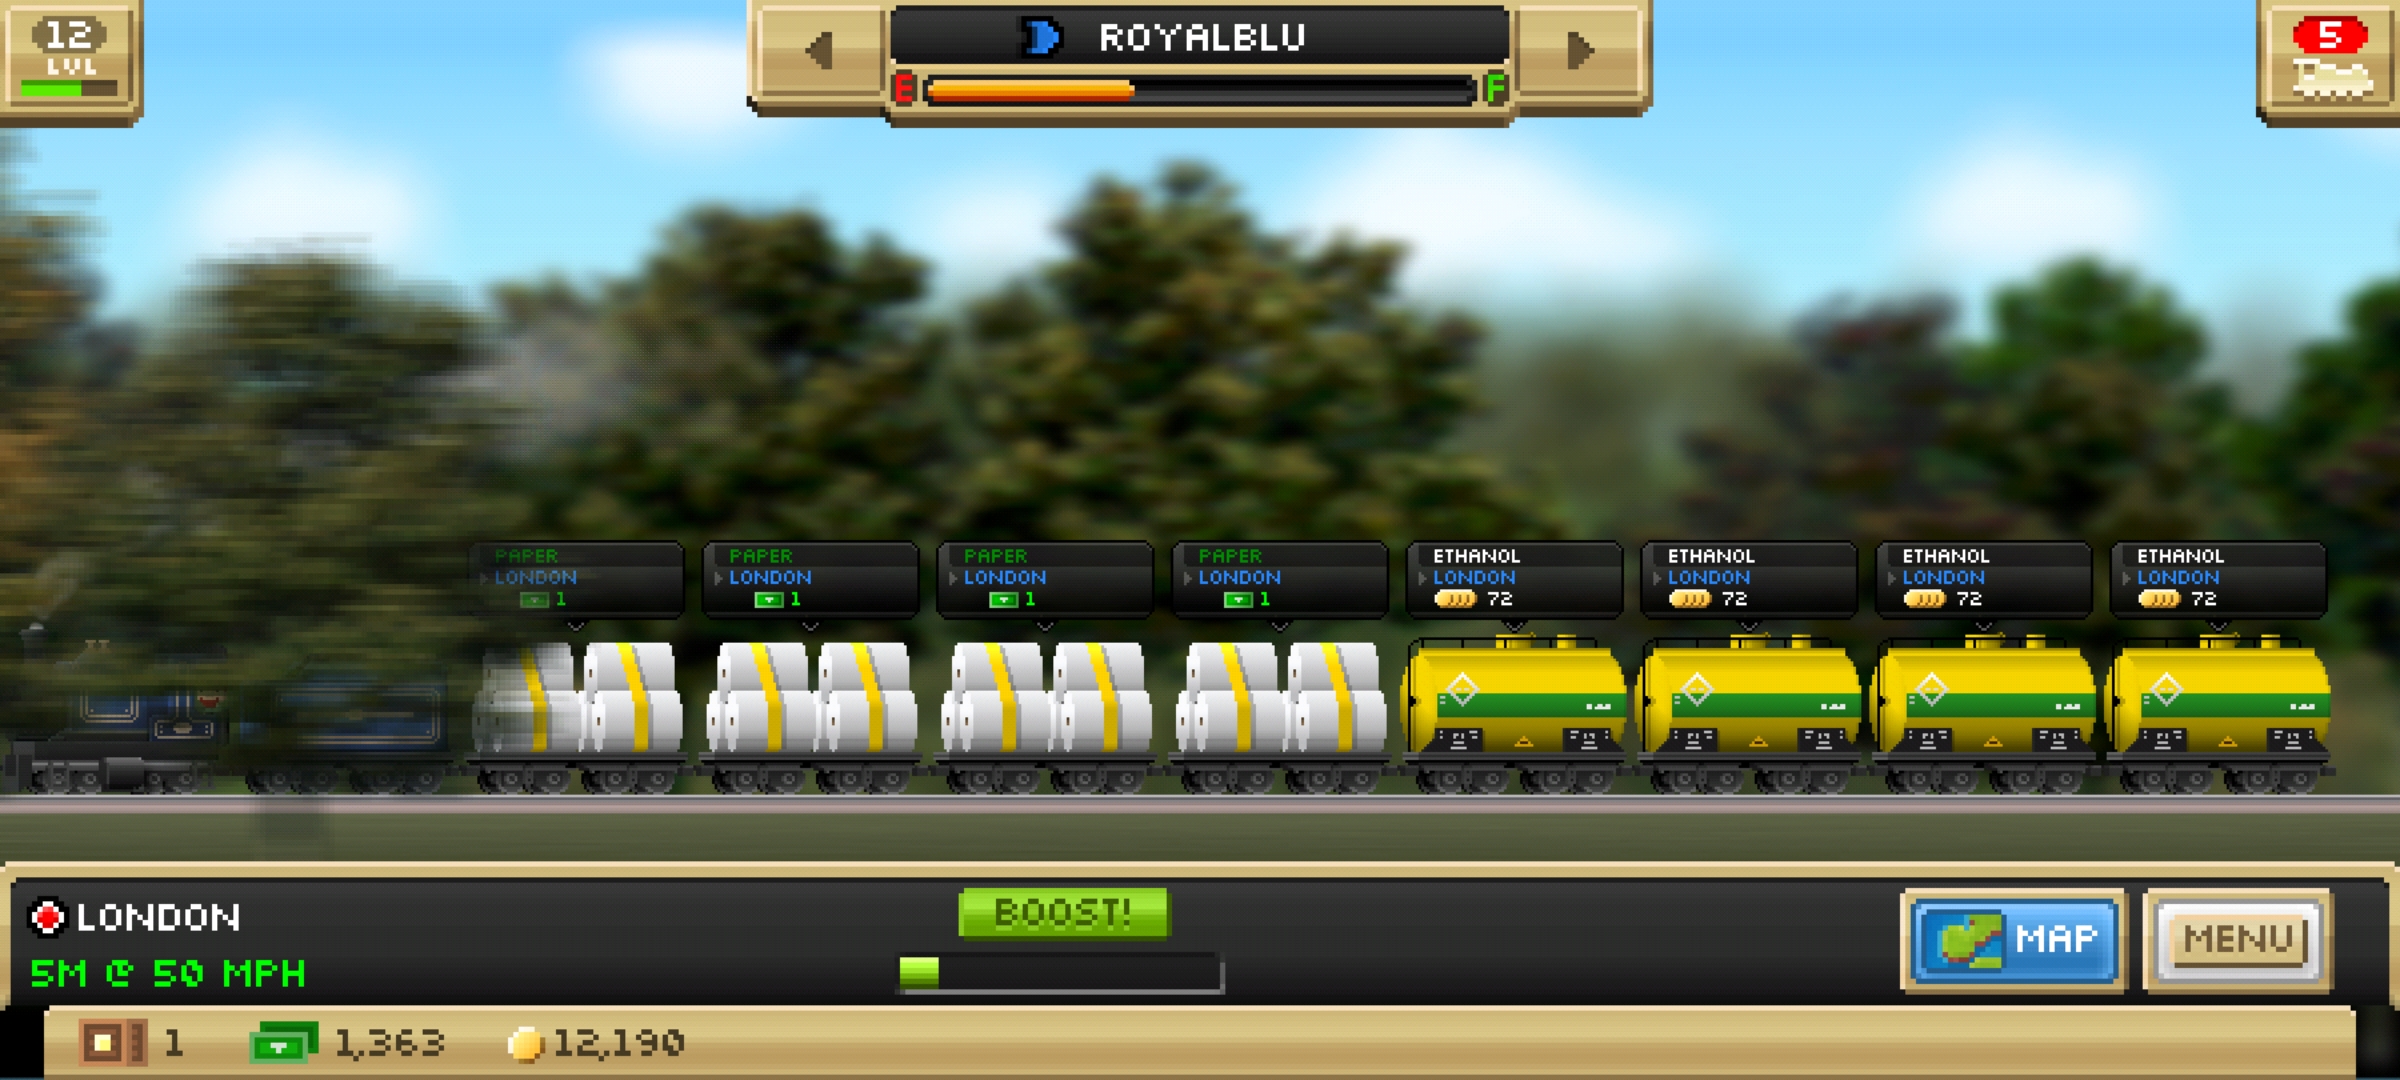 12
LVL
ROYALBLU
E
F
5
PAPER
LONDON
1
PAPER
LONDON
1
PAPER
LONDON
1
PAPER
LONDON
1
ETHANOL
LONDON
72
ETHANOL
LONDON
72
ETHANOL
LONDON
72
ETHANOL
LONDON
72
LONDON
5M @ 50 MPH
BOOST!
MAP
MENU
1
1,363
12,190